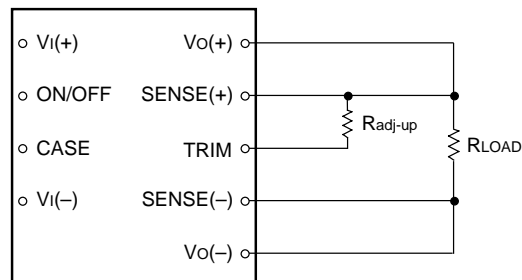 VI(+)
VO(+)
ON/OFF
SENSE(+)
Radj-up
CASE
TRIM
RLOAD
VI(–)
SENSE(–)
VO(–)